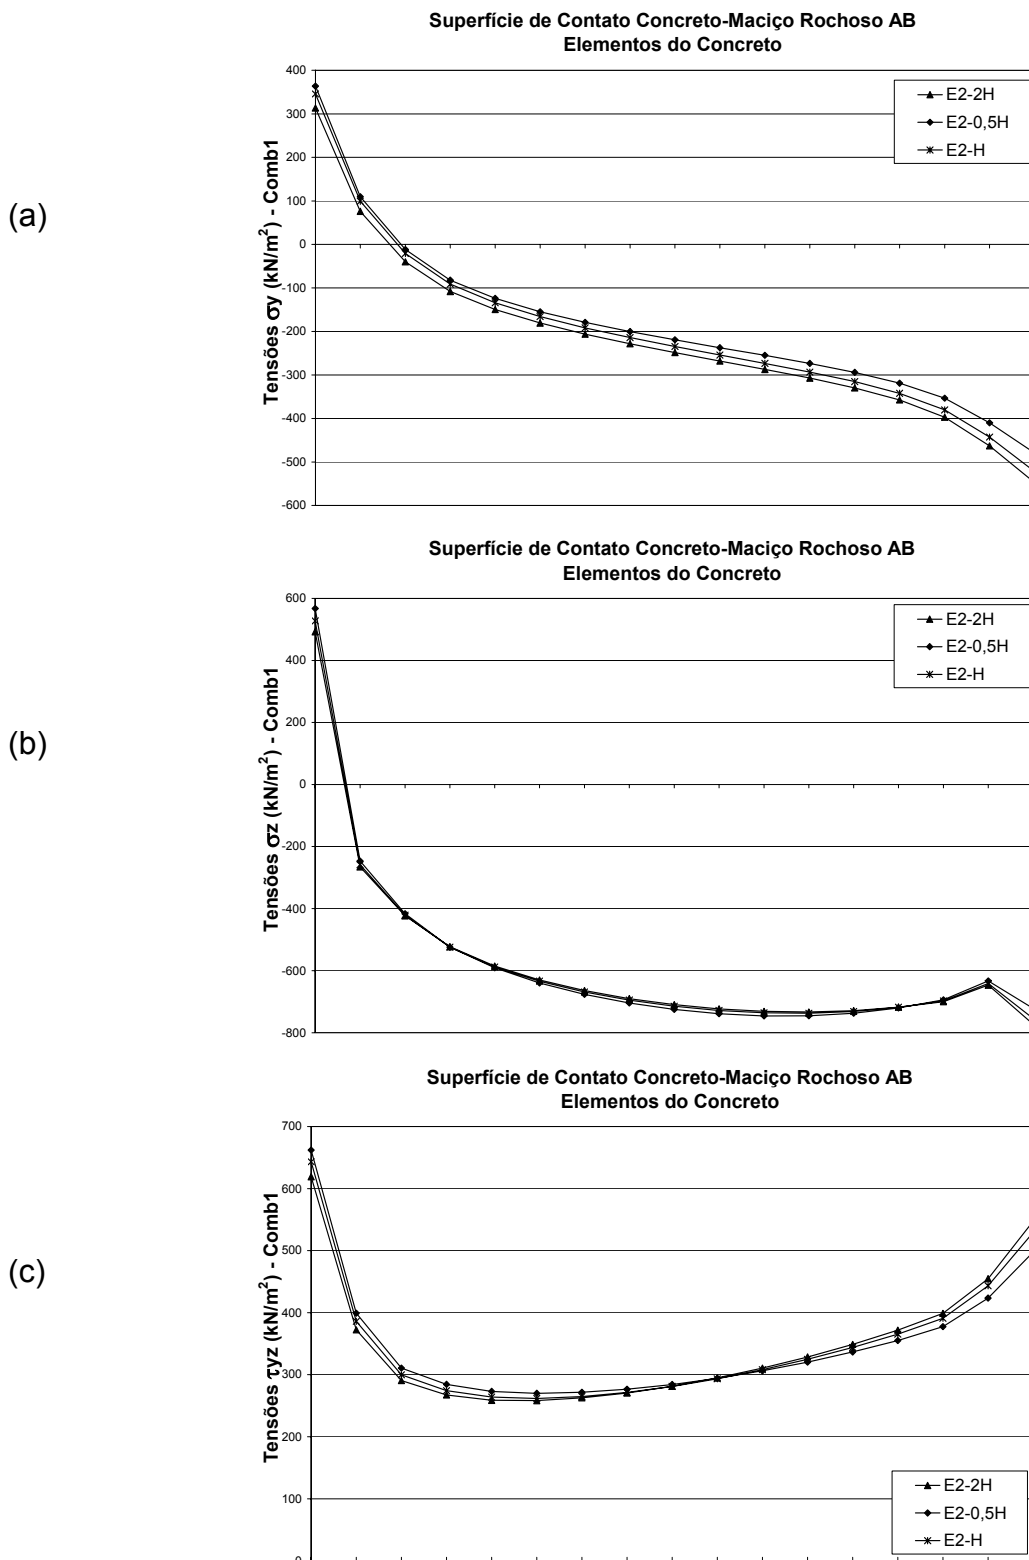 Superfície de Contato Concreto-Maciço Rochoso AB
Elementos do Concreto
(a)
Tensões σy (kN/m²) - Comb1
400
300
200
100
0
-100
-200
-300
-400
-500
-600
E2-2H
E2-0,5H
E2-H
Superfície de Contato Concreto-Maciço Rochoso AB
Elementos do Concreto
(b)
Tensões σz (kN/m²) - Comb1
600
400
200
0
-200
-400
-600
-800
E2-2H
E2-0,5H
E2-H
Superfície de Contato Concreto-Maciço Rochoso AB
Elementos do Concreto
(c)
Tensões τyz (kN/m²) - Comb1
700
600
500
400
300
200
100
0
E2-2H
E2-0,5H
E2-H